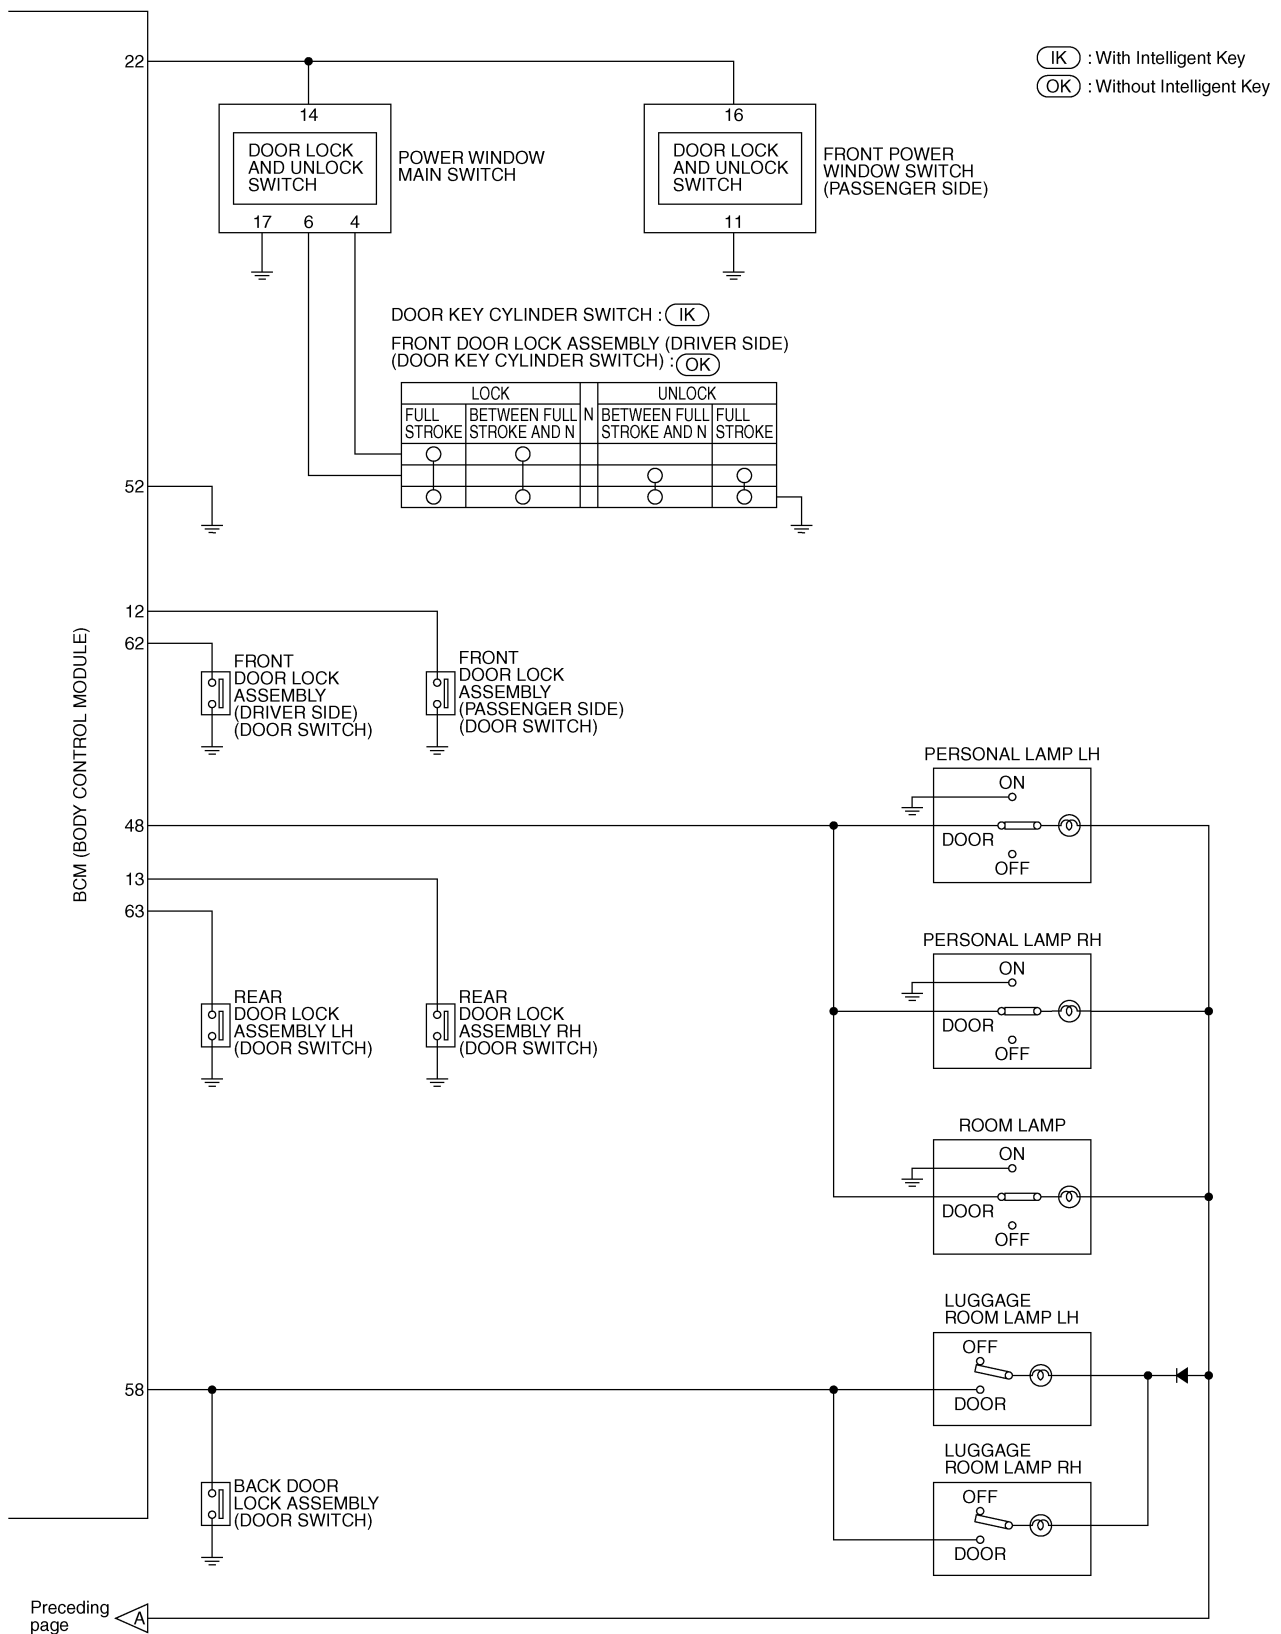 22
IK : With Intelligent Key
OK : Without Intelligent Key
14
DOOR LOCK
AND UNLOCK
SWITCH
POWER WINDOW
MAIN SWITCH
17 6 4
16
DOOR LOCK
AND UNLOCK
SWITCH
FRONT POWER
WINDOW SWITCH
(PASSENGER SIDE)
11
DOOR KEY CYLINDER SWITCH : IK
FRONT DOOR LOCK ASSEMBLY (DRIVER SIDE)
(DOOR KEY CYLINDER SWITCH) : OK
LOCK N UNLOCK
FULL
STROKE
BETWEEN FULL
STROKE AND N
BETWEEN FULL
STROKE AND N
FULL
STROKE
52
12
62
BCM (BODY CONTROL MODULE)
FRONT
DOOR LOCK
ASSEMBLY
(DRIVER SIDE)
(DOOR SWITCH)
FRONT
DOOR LOCK
ASSEMBLY
(PASSENGER SIDE)
(DOOR SWITCH)
PERSONAL LAMP LH
ON
DOOR
OFF
48
13
63
PERSONAL LAMP RH
ON
DOOR
OFF
REAR
DOOR LOCK
ASSEMBLY LH
(DOOR SWITCH)
REAR
DOOR LOCK
ASSEMBLY RH
(DOOR SWITCH)
ROOM LAMP
ON
DOOR
OFF
LUGGAGE
ROOM LAMP LH
OFF
DOOR
58
LUGGAGE
ROOM LAMP RH
OFF
DOOR
BACK DOOR
LOCK ASSEMBLY
(DOOR SWITCH)
Preceding
page
A